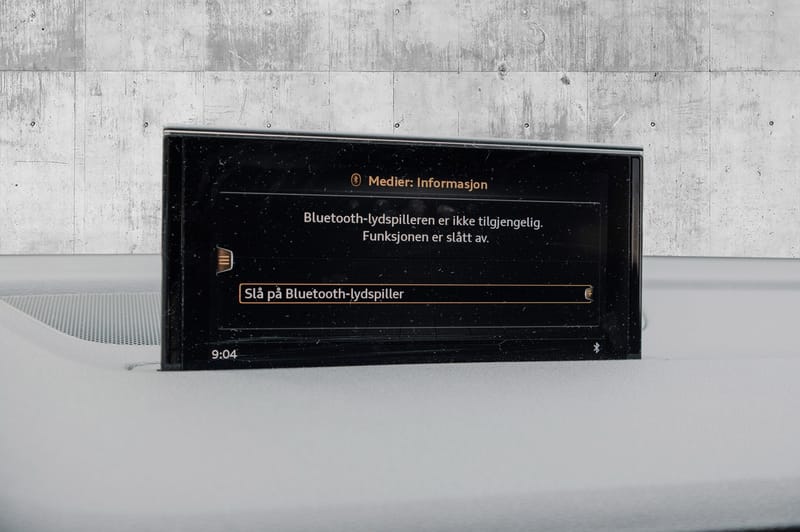 Medier: Informasjon
Bluetooth-lydspilleren er ikke tilgjengelig.
Funksjonen er slått av.
Slå på Bluetooth-lydspiller
9:04